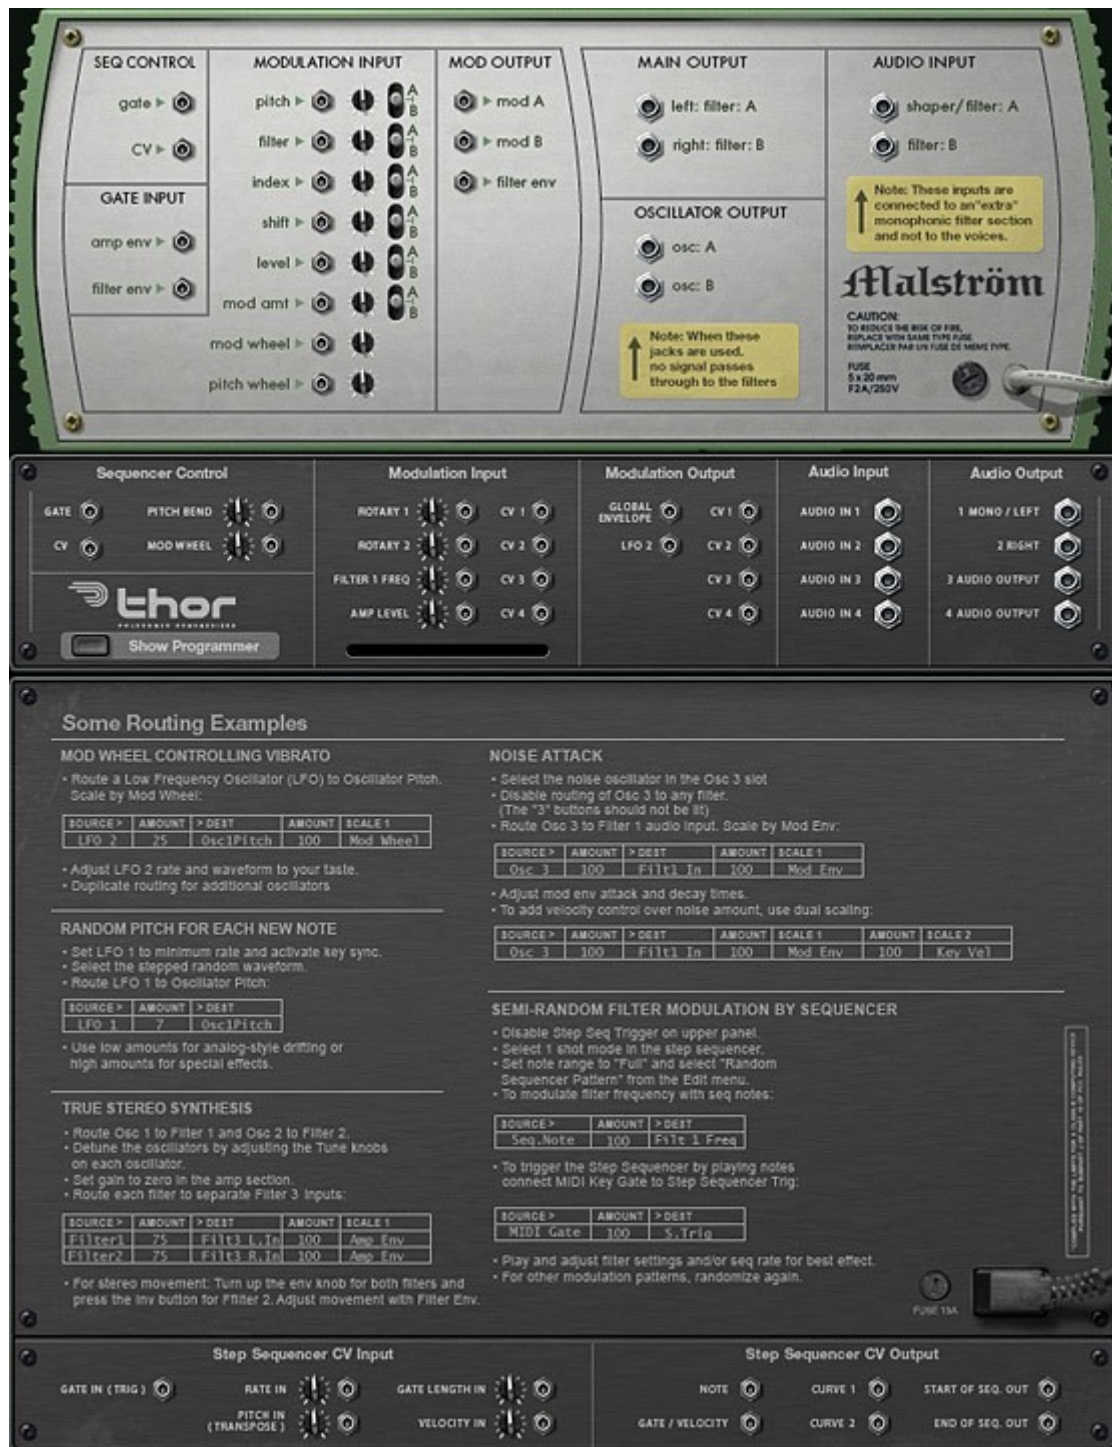 SEQ CONTROL
gate
CV
GATE INPUT
amp env
filter env
MODULATION INPUT
pitch A B
filter A B
index A B
shift
level A B
mod amt A B
mod wheel
pitch wheel
MOD OUTPUT
mod A
mod B
filter env
MAIN OUTPUT
left: filter: A
right: filter: B
OSCILLATOR OUTPUT
osc: A
osc: B
Note: When these
jacks are used,
no signal passes
through to the filters
AUDIO INPUT
shaper/filter: A
filter: B
Note: These inputs are
connected to an"extra"
monophonic filter section
and not to the voices.
Malström
CAUTION:
TO REDUCE THE RISK OF FIRE,
REPLACE WITH SAME TYPE FUSE.
REMPLACER PAR UN FUSE DE MEME TYPE.
FUSE
5 x 20 mm
F2A/250V
Sequencer Control
GATE PITCH BEND
CV MOD WHEEL
thor
POLYSONIC SYNTHESIZER
Show Programmer
Modulation Input
ROTARY 1 CV 1
ROTARY 2 CV 2
FILTER 1 FREQ CV 3
AMP LEVEL CV 4
Modulation Output
GLOBAL
ENVELOPE CV 1
LFO 2 CV 2
CV 3
CV 4
Audio Input
AUDIO IN 1
AUDIO IN 2
AUDIO IN 3
AUDIO IN 4
Audio Output
1 MONO / LEFT
2 RIGHT
3 AUDIO OUTPUT
4 AUDIO OUTPUT
Some Routing Examples
MOD WHEEL CONTROLLING VIBRATO
• Route a Low Frequency Oscillator (LFO) to Oscillator Pitch.
Scale by Mod Wheel:
SOURCE > AMOUNT > DEST AMOUNT SCALE 1
LFO 2 25 Osc1Pitch 100 Mod Wheel
• Adjust LFO 2 rate and waveform to your taste.
• Duplicate routing for additional oscillators
RANDOM PITCH FOR EACH NEW NOTE
• Set LFO 1 to minimum rate and activate key sync.
• Select the stepped random waveform.
• Route LFO 1 to Oscillator Pitch:
SOURCE > AMOUNT > DEST
LFO 1 7 Osc1Pitch
• Use low amounts for analog-style drifting or
high amounts for special effects.
TRUE STEREO SYNTHESIS
• Route Osc 1 to Filter 1 and Osc 2 to Filter 2.
• Detune the oscillators by adjusting the Tune knobs
on each oscillator.
• Set gain to zero in the amp section.
• Route each filter to separate Filter 3 inputs:
SOURCE > AMOUNT > DEST AMOUNT SCALE 1
Filter1 75 Filt3 L.In 100 Amp Env
Filter2 75 Filt3 R.In 100 Amp Env
• For stereo movement: Turn up the env knob for both filters and
press the Inv button for Fflilter 2. Adjust movement with Filter Env.
NOISE ATTACK
• Select the noise oscillator in the Osc 3 slot
• Disable routing of Osc 3 to any filter.
(The "3" buttons should not be lit)
• Route Osc 3 to Filter 1 audio input. Scale by Mod Env:
SOURCE > AMOUNT > DEST AMOUNT SCALE 1
Osc 3 100 Filt1 In 100 Mod Env
• Adjust mod env attack and decay times.
• To add velocity control over noise amount, use dual scaling:
SOURCE > AMOUNT > DEST AMOUNT SCALE 1 AMOUNT SCALE 2
Osc 3 100 Filt1 In 100 Mod Env 100 Key Vel
SEMI-RANDOM FILTER MODULATION BY SEQUENCER
• Disable Step Seq Trigger on upper panel.
• Select 1 shot mode in the step sequencer.
• Set note range to "Full" and select "Random
Sequencer Pattern" from the Edit menu.
• To modulate filter frequency with seq notes:
SOURCE > AMOUNT > DEST
Seq.Note 100 Filt 1 Freq
• To trigger the Step Sequencer by playing notes
connect MIDI Key Gate to Step Sequencer Trig:
SOURCE > AMOUNT > DEST
MIDI Gate 100 S.Trig
• Play and adjust filter settings and/or seq rate for best effect.
• For other modulation patterns, randomize again.
FUSE 13A
Step Sequencer CV Input
GATE IN ( TRIG ) RATE IN GATE LENGTH IN
PITCH IN
( TRANSPOSE ) VELOCITY IN
Step Sequencer CV Output
NOTE CURVE 1 START OF SEQ. OUT
GATE / VELOCITY CURVE 2 END OF SEQ. OUT